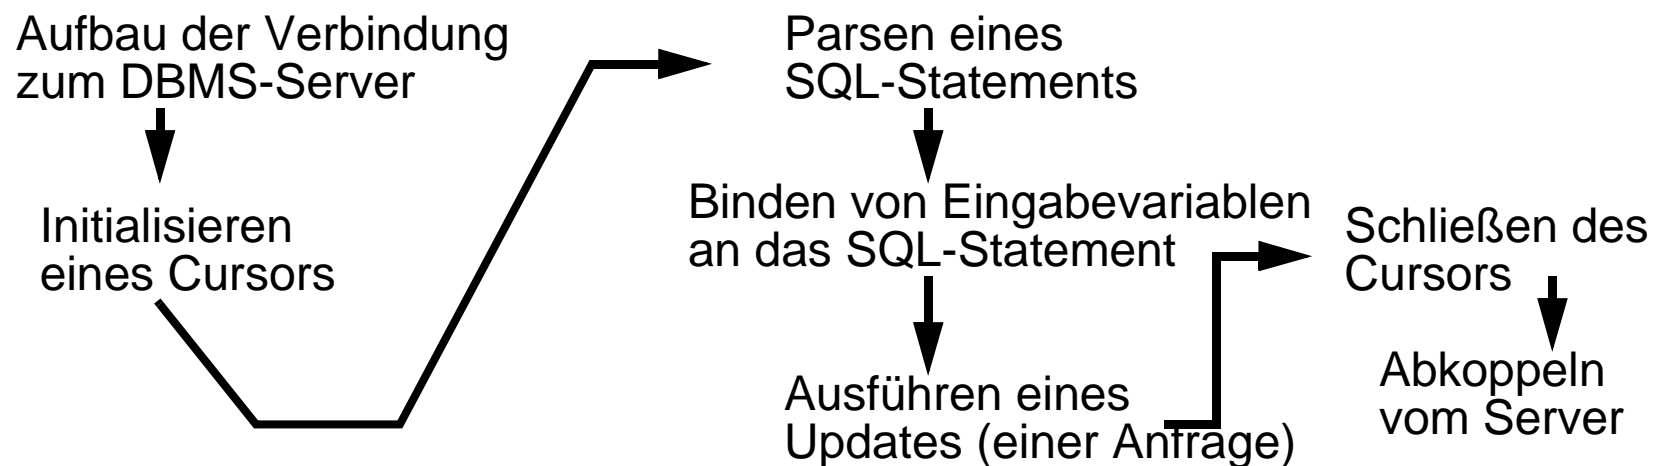 Aufbau der Verbindung
zum DBMS-Server
Initialisieren
eines Cursors
Parsen eines
SQL-Statements
Binden von Eingabevariablen
an das SQL-Statement
Ausführen eines
Updates (einer Anfrage)
Schließen des
Cursors
Abkoppeln
vom Server